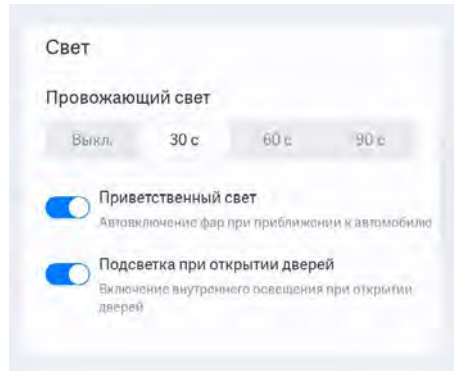 Свет
Провожающий свет
Выкл. 30 с 60 с 90 с
Приветственный свет
Автовключение фар при приближении к автомобилю
Подсветка при открытии дверей
Включение внутреннего освещения при открытии
дверей